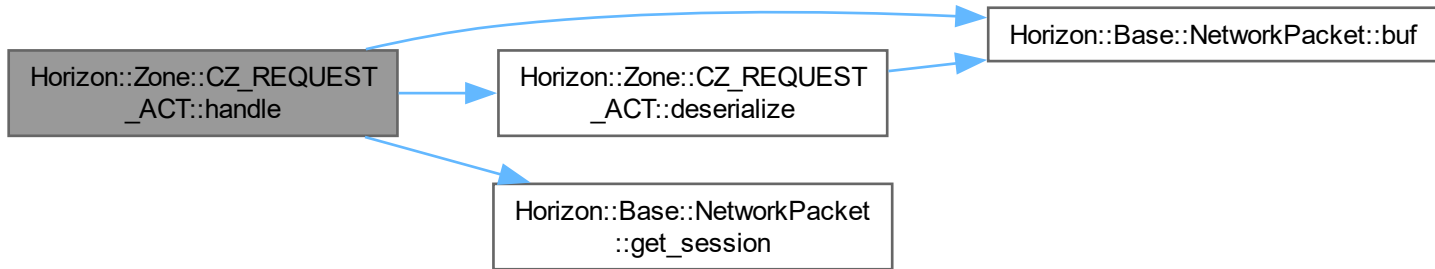 Horizon::Zone::CZ_REQUEST
_ACT::handle
Horizon::Zone::CZ_REQUEST
_ACT::deserialize
Horizon::Base::NetworkPacket::buf
Horizon::Base::NetworkPacket
::get_session